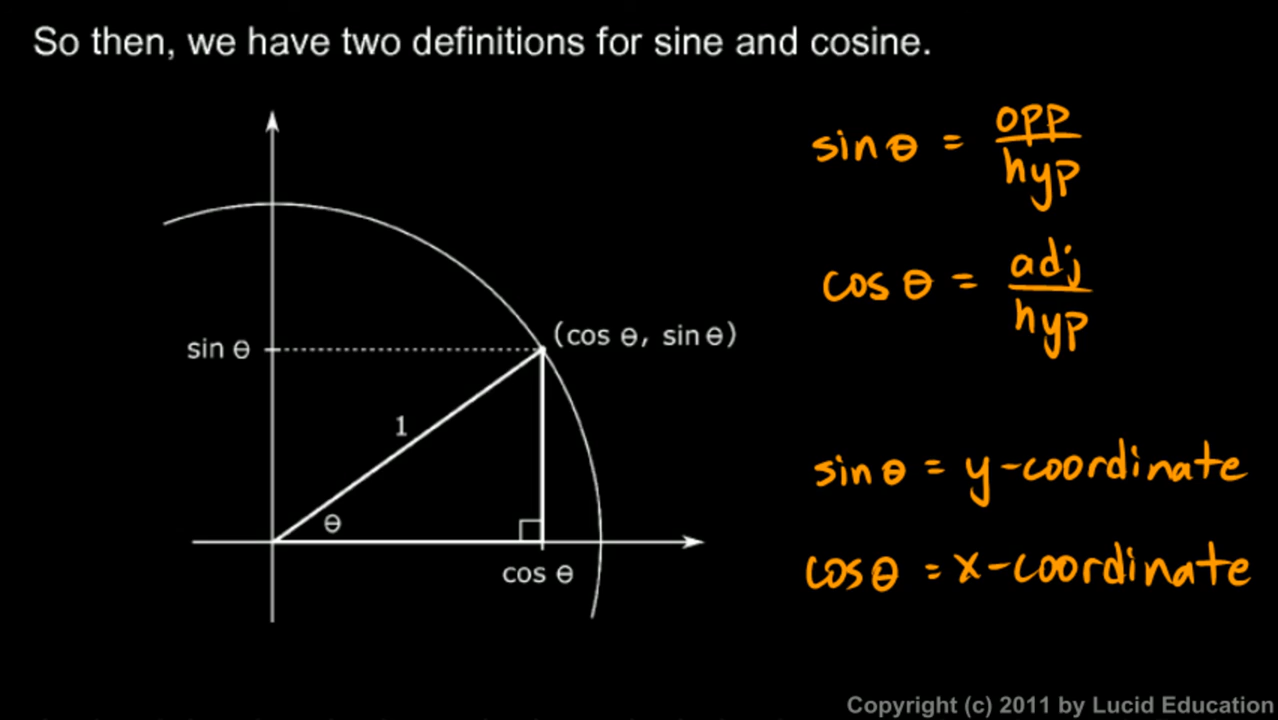 So then, we have two definitions for sine and cosine.
sin θ = opp/hyp
cos θ = adj/hyp
(cos θ, sin θ)
sin θ
1
θ
cos θ
sin θ = y-coordinate
cos θ = x-coordinate
Copyright (c) 2011 by Lucid Education